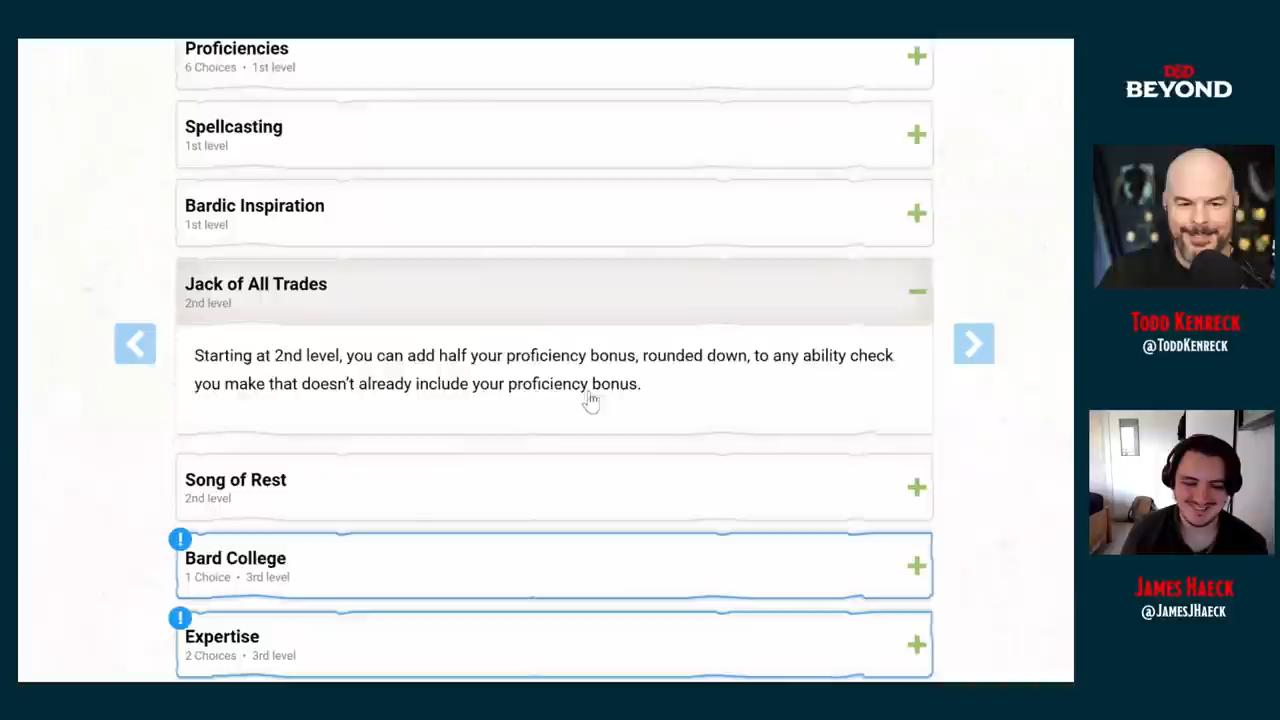 Proficiencies
6 Choices • 1st level
Spellcasting
1st level
Bardic Inspiration
1st level
Jack of All Trades
2nd level
Starting at 2nd level, you can add half your proficiency bonus, rounded down, to any ability check
you make that doesn’t already include your proficiency bonus.
Song of Rest
2nd level
!
Bard College
1 Choice • 3rd level
!
Expertise
2 Choices • 3rd level
D&D
BEYOND
Todd Kenreck
@ToddKenreck
James Haeck
@JamesJHaeck